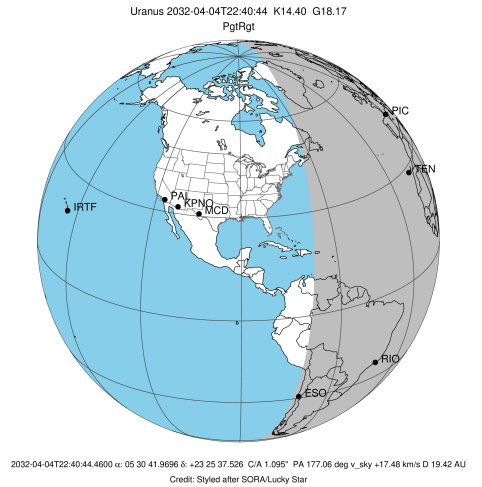 Uranus 2032-04-04T22:40:44 K14.40 G18.17
PgtRgt
PIC
TEN
PAL
KPNO
MCD
IRTF
RIO
ESO
2032-04-04T22:40:44.4600 α: 05 30 41.9696 δ: +23 25 37.526 C/A 1.095" PA 177.06 deg v_sky +17.48 km/s D 19.42 AU
Credit: Styled after SORA/Lucky Star